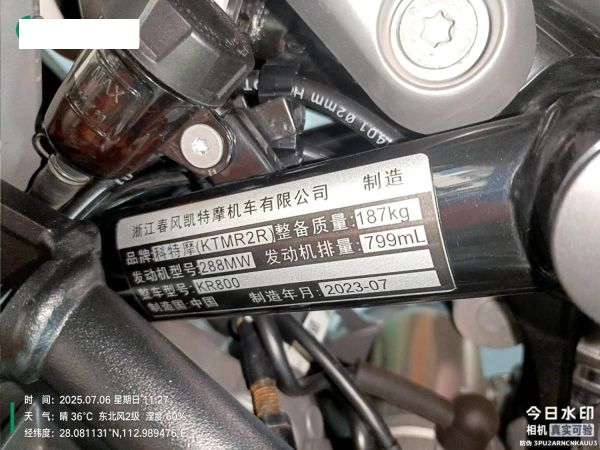 MAX
1901 Ø2mm H
浙江春风凯特摩机车有限公司 制造
品牌:科特摩(KTMR2R) 整备质量:187kg
发动机型号:288MW 发动机排量:799mL
整车型号:KR800
制造国:中国 制造年月:2023-07
时 间: 2025.07.06 星期日 11:27
天 气: 晴 36℃ 东北风2级 湿度 60%
经纬度: 28.081131°N,112.989476°E
今日水印
相机 真实可验
防伪 3PU2ARNCNKAUU3